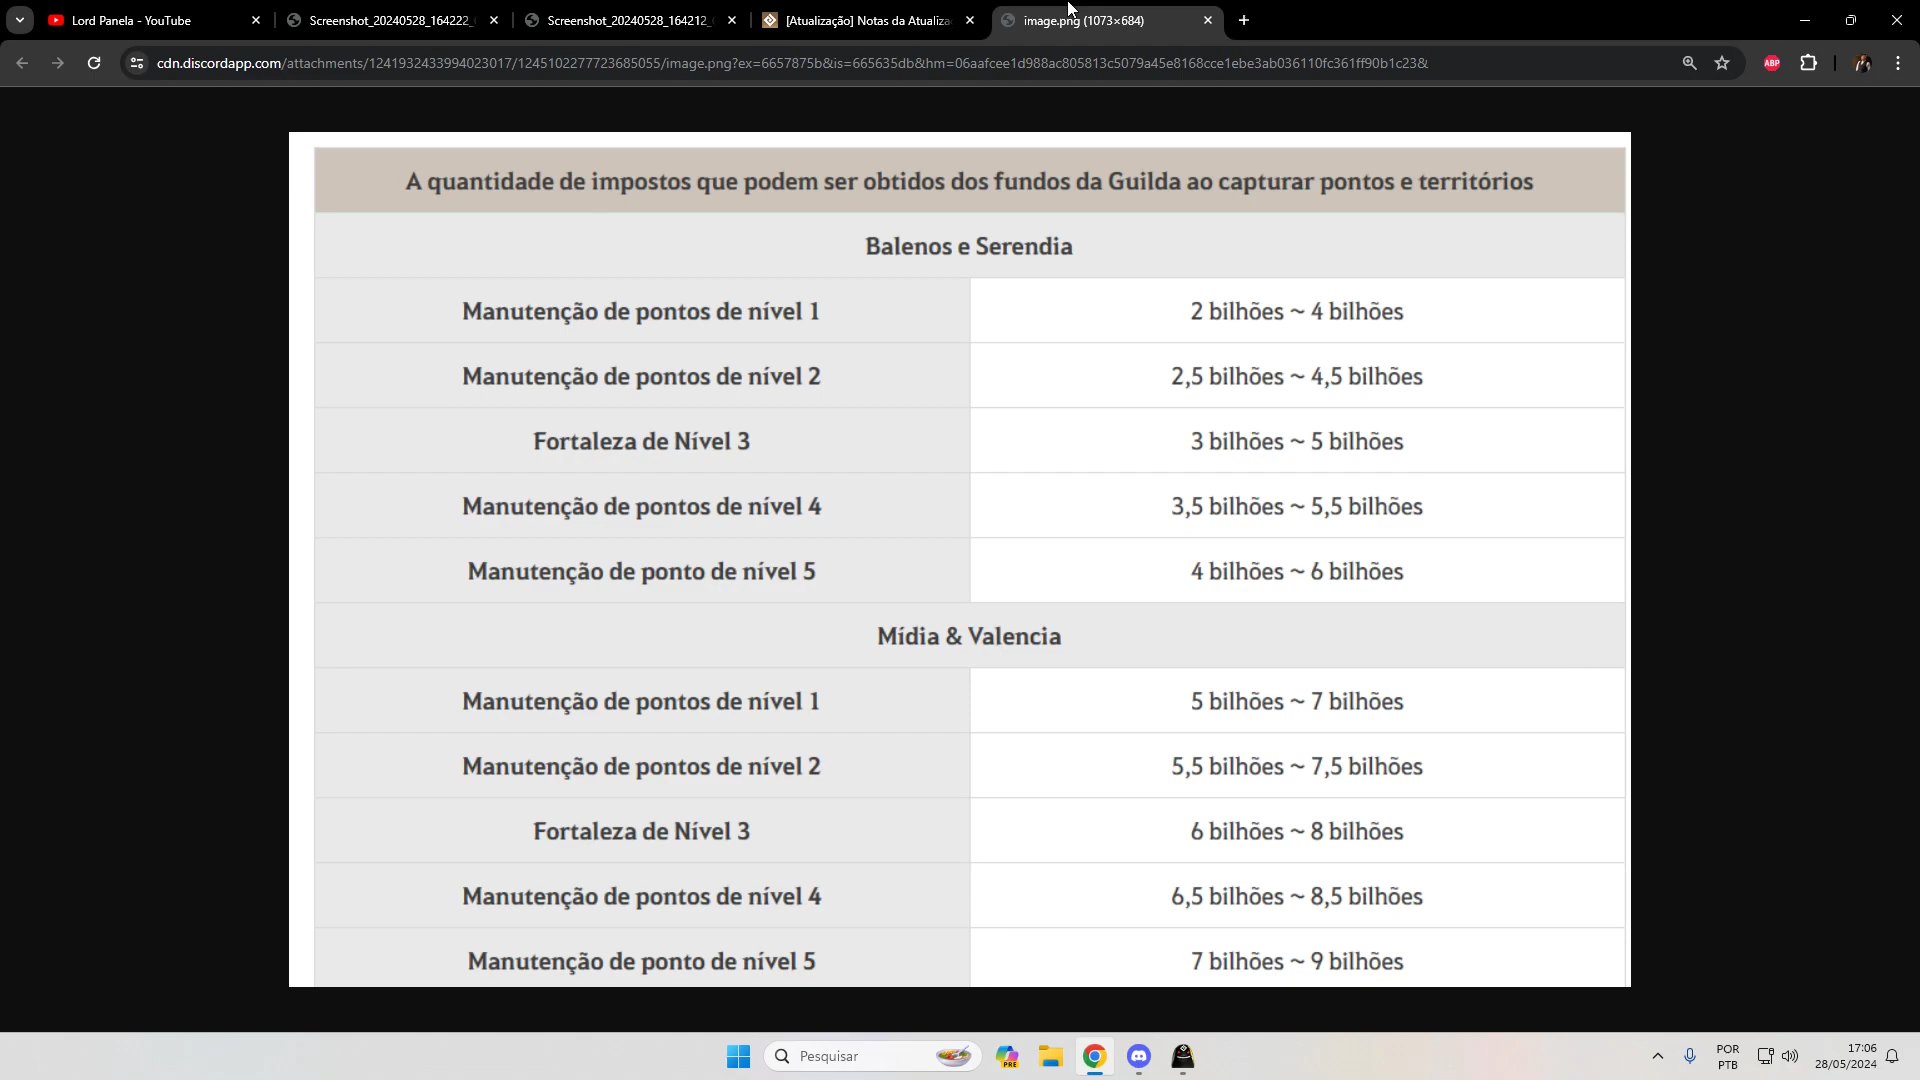 Lord Panela - YouTube
Screenshot_20240528_164222_
Screenshot_20240528_164212_
[Atualização] Notas da Atualiza
image.png (1073×684)
cdn.discordapp.com/attachments/1241932433994023017/1245102277723685055/image.png?ex=6657875b&is=665635db&hm=06aafcee1d988ac805813c5079a45e8168cce1ebe3ab036110fc361ff90b1c23&
ABP
A quantidade de impostos que podem ser obtidos dos fundos da Guilda ao capturar pontos e territórios
Balenos e Serendia
Manutenção de pontos de nível 1
2 bilhões ~ 4 bilhões
Manutenção de pontos de nível 2
2,5 bilhões ~ 4,5 bilhões
Fortaleza de Nível 3
3 bilhões ~ 5 bilhões
Manutenção de pontos de nível 4
3,5 bilhões ~ 5,5 bilhões
Manutenção de ponto de nível 5
4 bilhões ~ 6 bilhões
Mídia & Valencia
Manutenção de pontos de nível 1
5 bilhões ~ 7 bilhões
Manutenção de pontos de nível 2
5,5 bilhões ~ 7,5 bilhões
Fortaleza de Nível 3
6 bilhões ~ 8 bilhões
Manutenção de pontos de nível 4
6,5 bilhões ~ 8,5 bilhões
Manutenção de ponto de nível 5
7 bilhões ~ 9 bilhões
Pesquisar
PRE
POR
PTB
17:06
28/05/2024